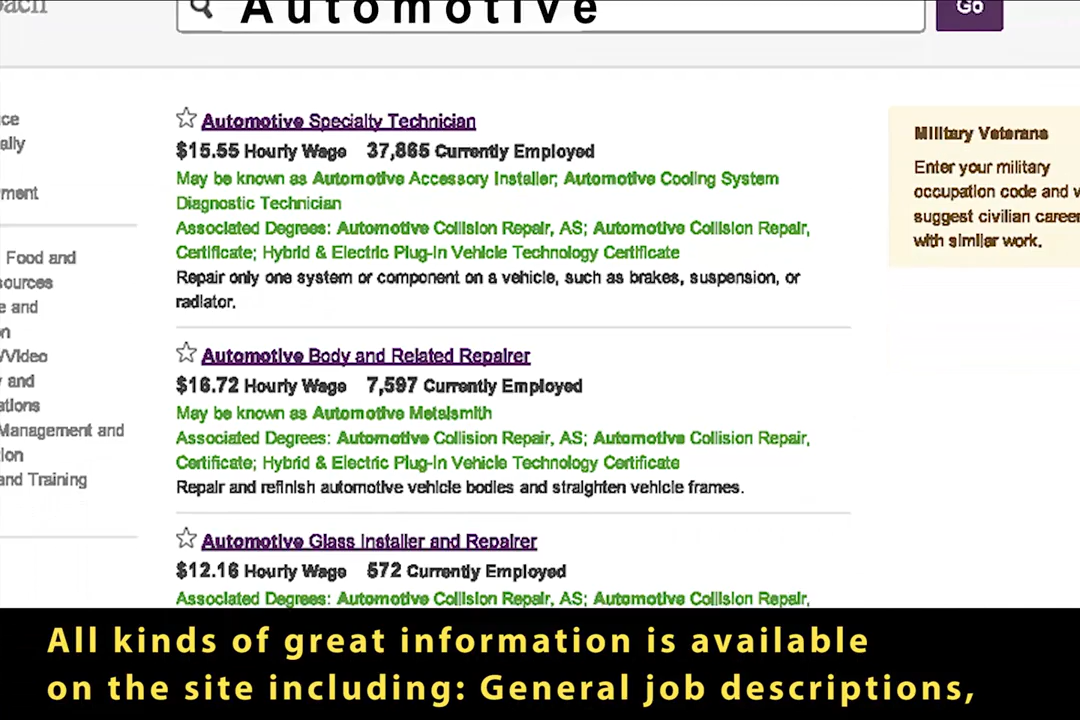 Automotive
Go
Automotive Specialty Technician
$15.55 Hourly Wage 37,865 Currently Employed
May be known as Automotive Accessory Installer; Automotive Cooling System
Diagnostic Technician
Associated Degrees: Automotive Collision Repair, AS; Automotive Collision Repair,
Certificate; Hybrid & Electric Plug-In Vehicle Technology Certificate
Repair only one system or component on a vehicle, such as brakes, suspension, or
radiator.
Automotive Body and Related Repairer
$16.72 Hourly Wage 7,597 Currently Employed
May be known as Automotive Metalsmith
Associated Degrees: Automotive Collision Repair, AS; Automotive Collision Repair,
Certificate; Hybrid & Electric Plug-In Vehicle Technology Certificate
Repair and refinish automotive vehicle bodies and straighten vehicle frames.
Automotive Glass Installer and Repairer
$12.16 Hourly Wage 572 Currently Employed
Associated Degrees: Automotive Collision Repair, AS; Automotive Collision Repair,
Food and
and
/Video
and
Management and
and Training
Military Veterans
Enter your military
occupation code and
suggest civilian career
with similar work.
All kinds of great information is available
on the site including: General job descriptions,